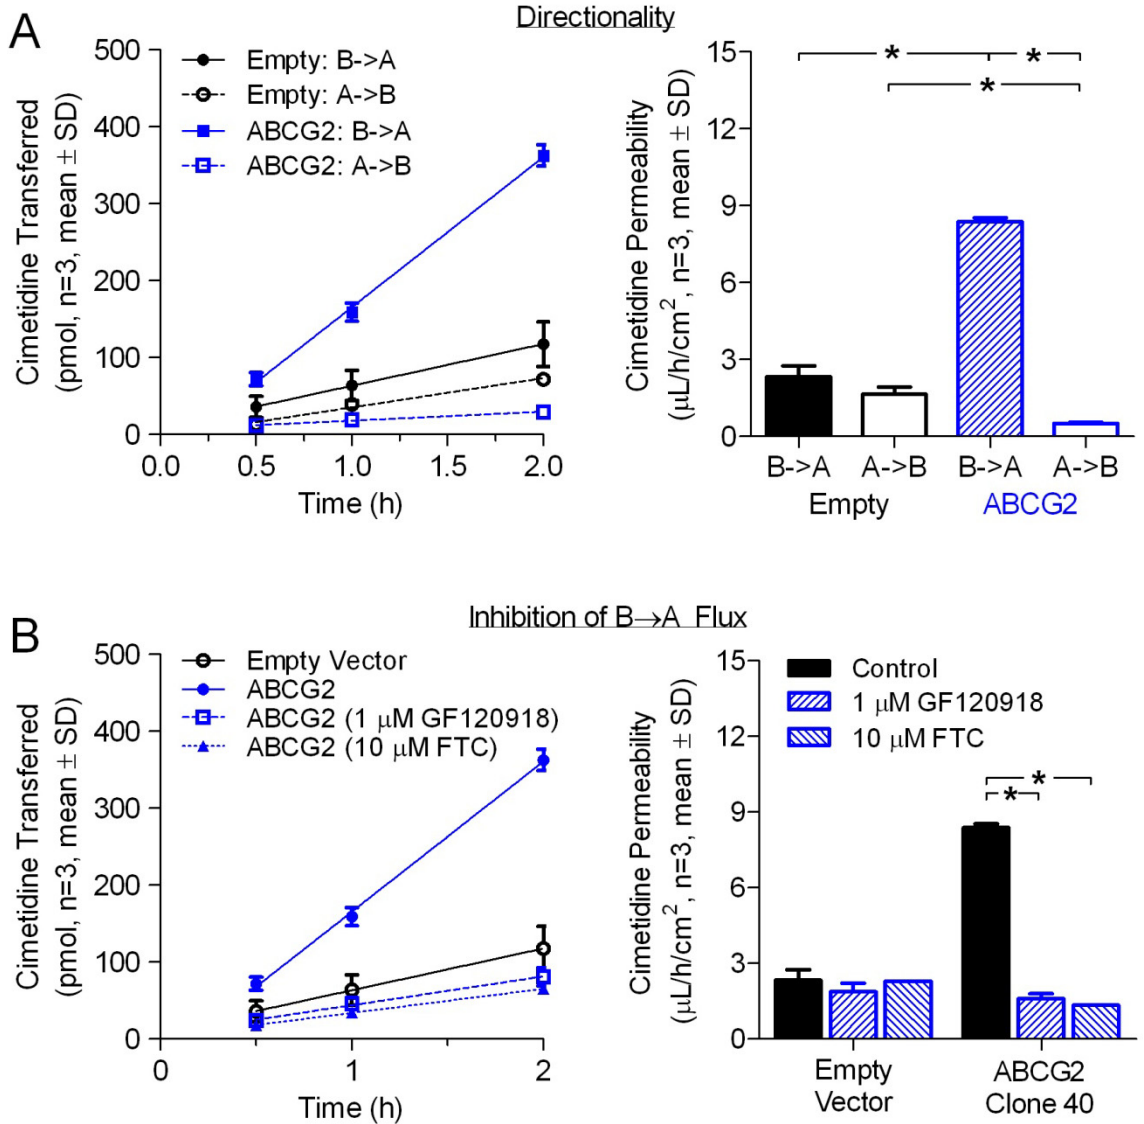 A
Directionality
Cimetidine Transferred
(pmol, n=3, mean ± SD)
500
400
300
200
100
0
Empty: B->A
Empty: A->B
ABCG2: B->A
ABCG2: A->B
0.0 0.5 1.0 1.5 2.0
Time (h)
Cimetidine Permeability
(μL/h/cm², n=3, mean ± SD)
15
12
9
6
3
0
* *
*
B->A A->B B->A A->B
Empty ABCG2
B
Inhibition of B→A Flux
Cimetidine Transferred
(pmol, n=3, mean ± SD)
500
400
300
200
100
0
Empty Vector
ABCG2
ABCG2 (1 μM GF120918)
ABCG2 (10 μM FTC)
0 1 2
Time (h)
Cimetidine Permeability
(μL/h/cm², n=3, mean ± SD)
15
12
9
6
3
0
Control
1 μM GF120918
10 μM FTC
*
*
Empty
Vector
ABCG2
Clone 40